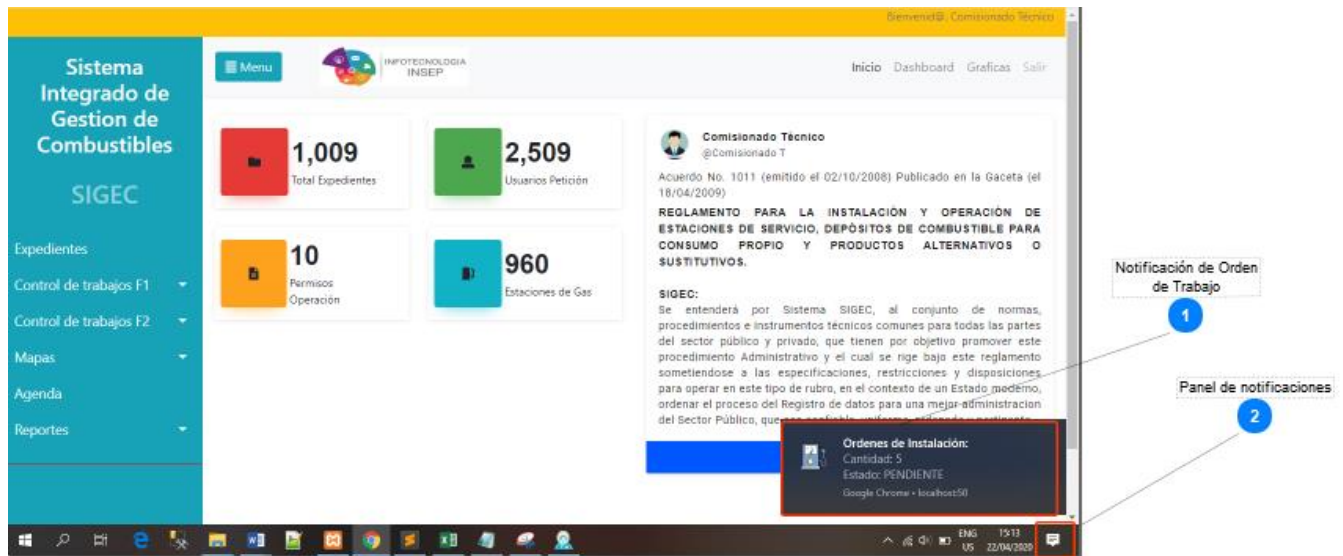 Bienvenid@, Comisionado Técnico
Sistema
Integrado de
Gestion de
Combustibles
SIGEC
Expedientes
Control de trabajos F1
Control de trabajos F2
Mapas
Agenda
Reportes
Menu
INFOTECNOLOGIA
INSEP
Inicio Dashboard Graficas Salir
1,009
Total Expedientes
2,509
Usuarios Petición
10
Permisos
Operación
960
Estaciones de Gas
Comisionado Técnico
@Comisionado T
Acuerdo No. 1011 (emitido el 02/10/2008) Publicado en la Gaceta (el
18/04/2009)
REGLAMENTO PARA LA INSTALACIÓN Y OPERACIÓN DE
ESTACIONES DE SERVICIO, DEPÓSITOS DE COMBUSTIBLE PARA
CONSUMO PROPIO Y PRODUCTOS ALTERNATIVOS O
SUSTITUTIVOS.
SIGEC:
Se entenderá por Sistema SIGEC, al conjunto de normas,
procedimientos e instrumentos técnicos comunes para todas las partes
del sector público y privado, que tienen por objetivo promover este
procedimiento Administrativo y el cual se rige bajo este reglamento
sometiendose a las especificaciones, restricciones y disposiciones
para operar en este tipo de rubro, en el contexto de un Estado moderno,
ordenar el proceso del Registro de datos para una mejor administracion
del Sector Público, que
Ordenes de Instalación:
Cantidad: 5
Estado: PENDIENTE
Google Chrome • localhost:50
Notificación de Orden
de Trabajo
1
Panel de notificaciones
2
ENG
US
15:13
22/04/2020